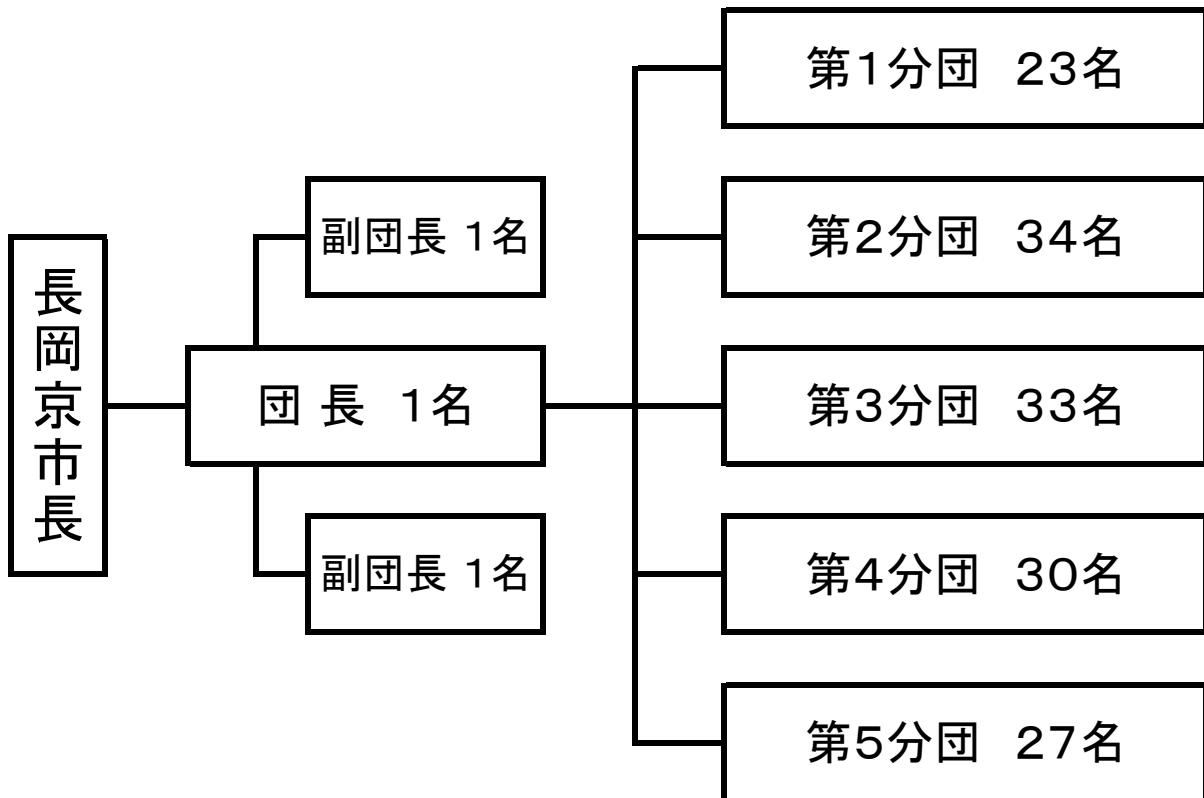 長岡京市長
副団長 1名
団 長 1名
副団長 1名
第1分団 23名
第2分団 34名
第3分団 33名
第4分団 30名
第5分団 27名